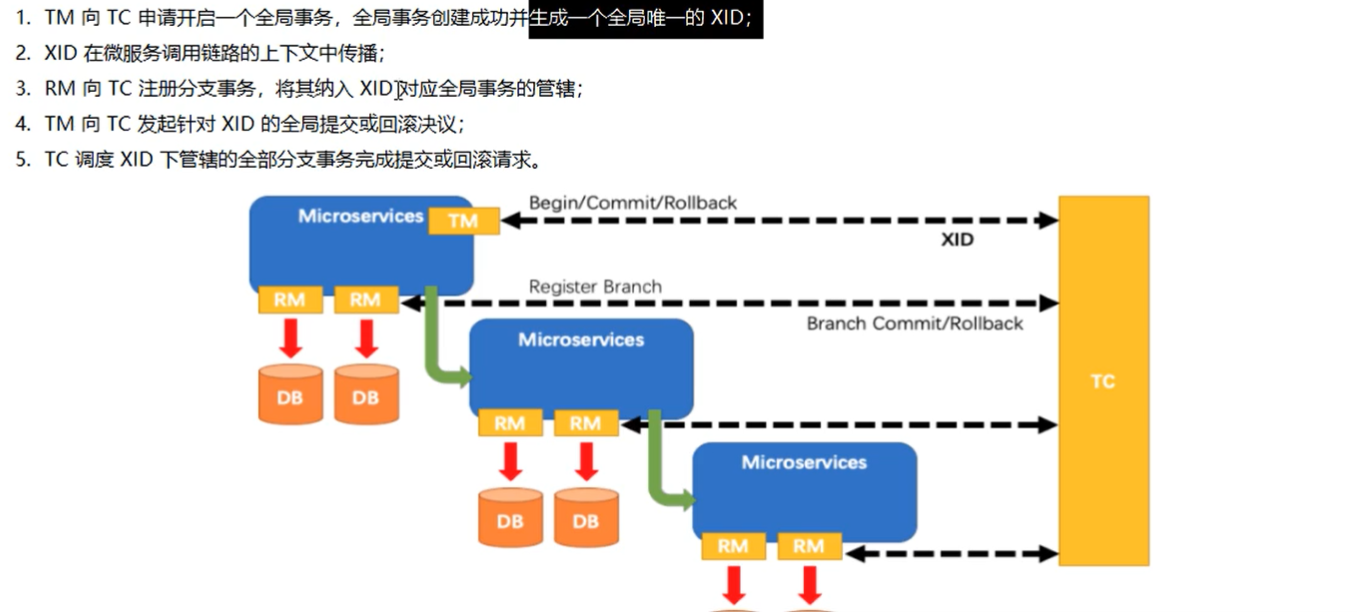 1. TM 向 TC 申请开启一个全局事务，全局事务创建成功并生成一个全局唯一的 XID；
2. XID 在微服务调用链路的上下文中传播；
3. RM 向 TC 注册分支事务，将其纳入 XID 对应全局事务的管辖；
4. TM 向 TC 发起针对 XID 的全局提交或回滚决议；
5. TC 调度 XID 下管辖的全部分支事务完成提交或回滚请求。
Begin/Commit/Rollback
Microservices TM
XID
Register Branch
RM RM
Branch Commit/Rollback
Microservices
TC
DB DB
RM RM
Microservices
DB DB
RM RM